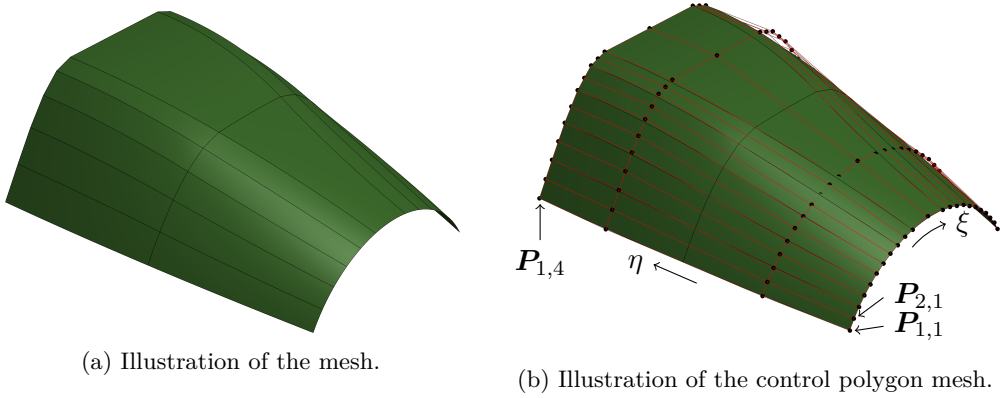 P1,4
η
ξ
P2,1
P1,1
(a) Illustration of the mesh.
(b) Illustration of the control polygon mesh.